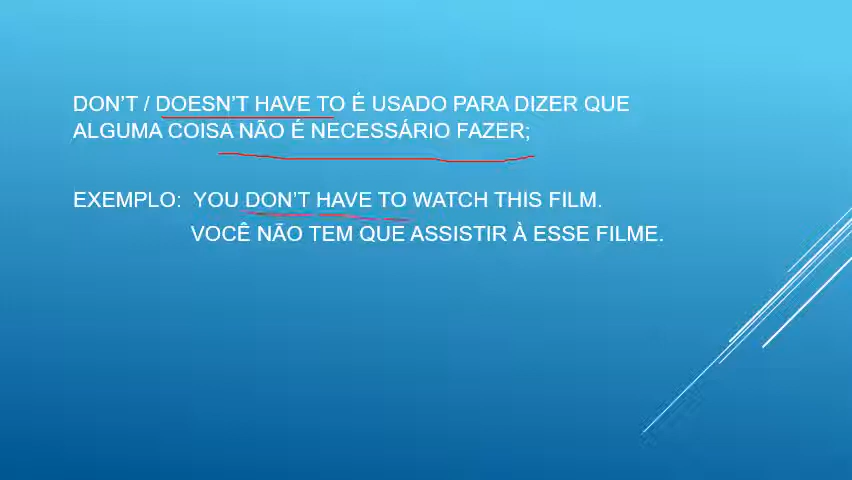 DON'T / DOESN'T HAVE TO É USADO PARA DIZER QUE
ALGUMA COISA NÃO É NECESSÁRIO FAZER;
EXEMPLO: YOU DON'T HAVE TO WATCH THIS FILM.
VOCÊ NÃO TEM QUE ASSISTIR À ESSE FILME.